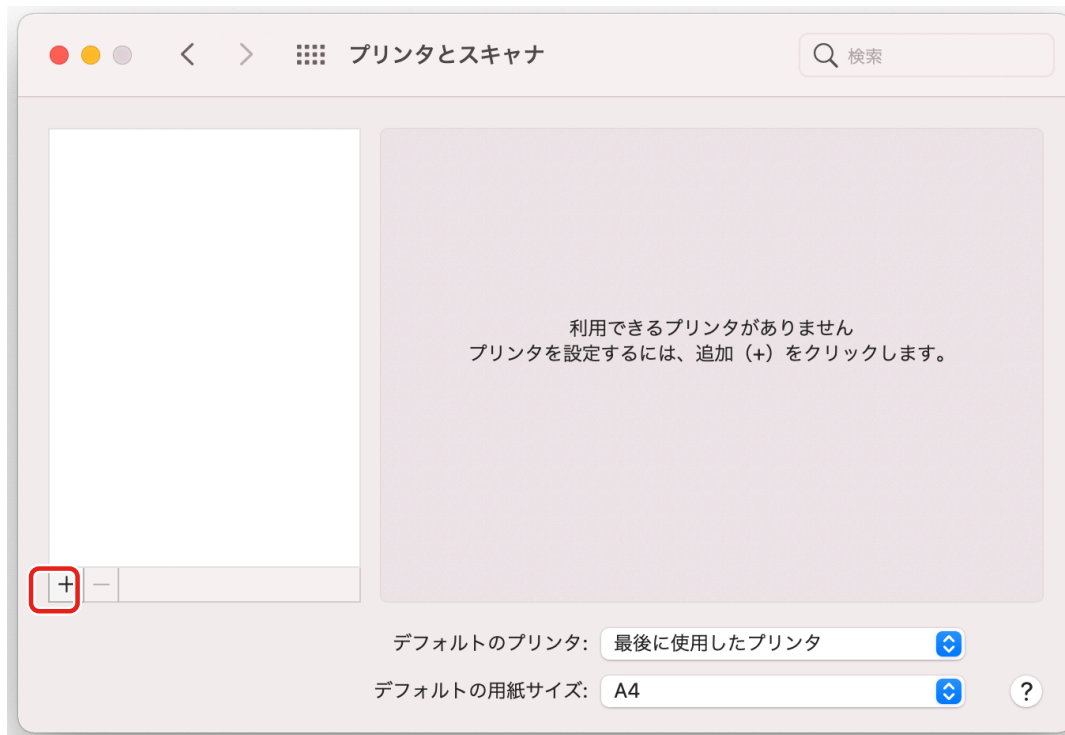 プリンタとスキャナ
検索
利用できるプリンタがありません
プリンタを設定するには、追加（+）をクリックします。
+ −
デフォルトのプリンタ: 最後に使用したプリンタ
デフォルトの用紙サイズ: A4
?